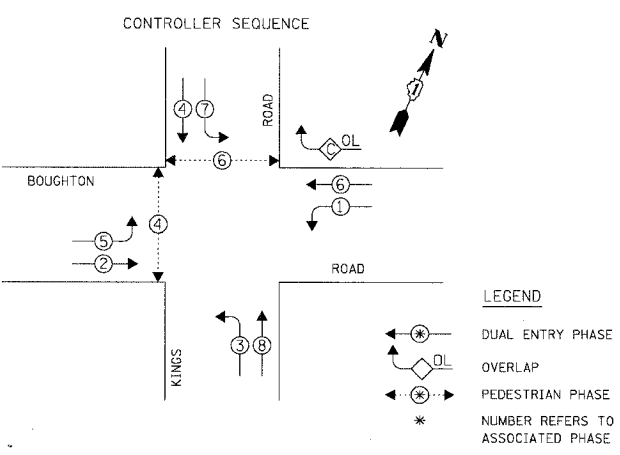 CONTROLLER SEQUENCE
N
1
4 7
ROAD
C OL
6
BOUGHTON
6
1
4
5
2
ROAD
LEGEND
3 8
KINGS
* DUAL ENTRY PHASE
OL OVERLAP
* PEDESTRIAN PHASE
* NUMBER REFERS TO
ASSOCIATED PHASE